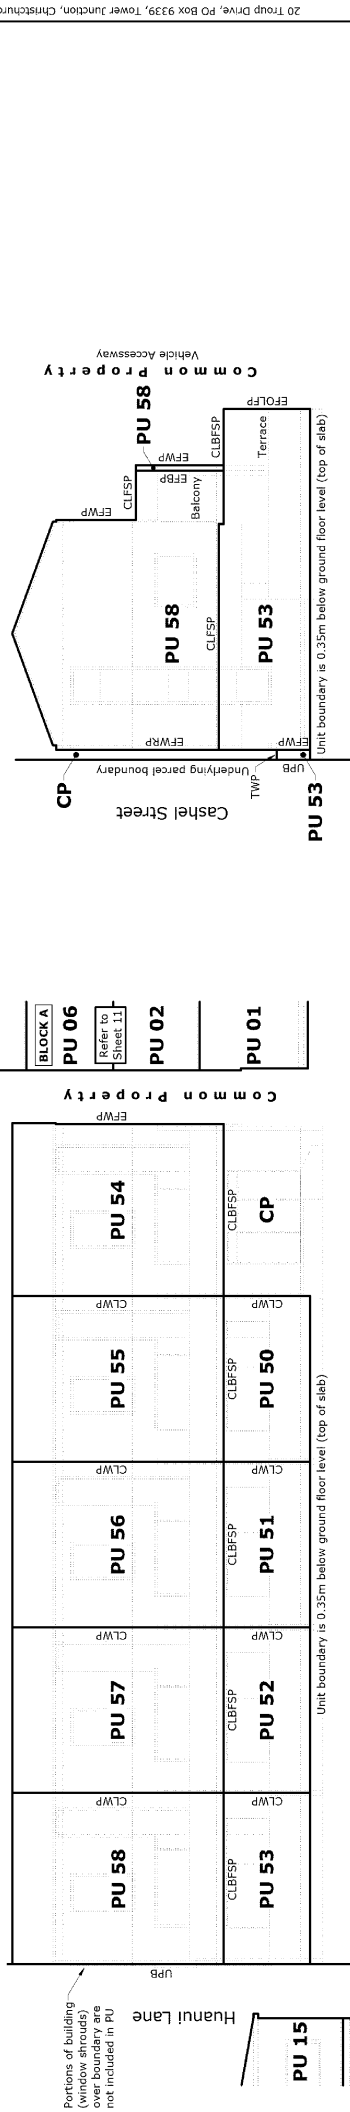 20 Troup Drive, PO Box 9339, Tower Junction, Christchurch
Common Property
Vehicle Accessway
PU 58
EFWP
CLFSP
EFWP
EFBP
Balcony
CLBFSP
Terrace
EFOLFP
PU 58
CLFSP
PU 53
EFWRP
EFWP
Unit boundary is 0.35m below ground floor level (top of slab)
CP
Underlying parcel boundary
TWP
UPB
PU 53
Cashel Street
BLOCK A
PU 06
Refer to
Sheet 11
PU 02
PU 01
Common Property
EFWP
PU 54
CLBFSP
CP
CLWP
CLWP
PU 55
CLBFSP
PU 50
CLWP
CLWP
PU 56
CLBFSP
PU 51
CLWP
CLWP
PU 57
CLBFSP
PU 52
CLWP
CLWP
PU 58
CLBFSP
PU 53
Unit boundary is 0.35m below ground floor level (top of slab)
UPB
Portions of building
(window shrouds)
over boundary are
not included in PU
Huanui Lane
PU 15